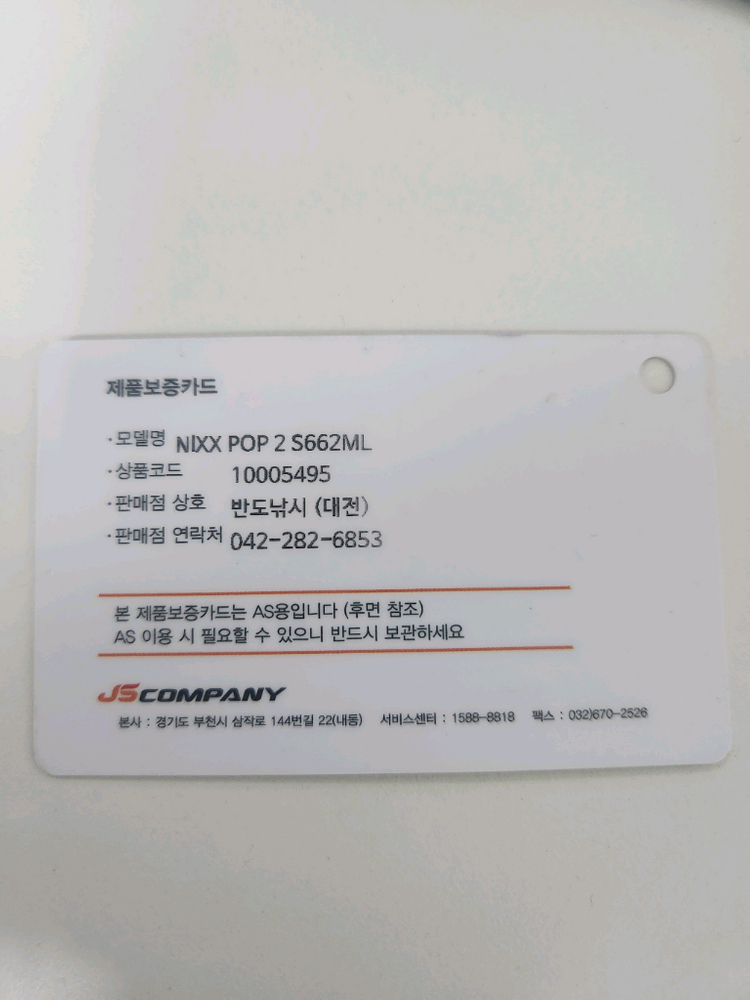 제품보증카드
·모델명 NIXX POP 2 S662ML
·상품코드 10005495
·판매점 상호 반도낚시 (대전)
·판매점 연락처 042-282-6853
본 제품보증카드는 AS용입니다 (후면 참조)
AS 이용 시 필요할 수 있으니 반드시 보관하세요
JSCOMPANY
본사 : 경기도 부천시 삼작로 144번길 22(내동) 서비스센터 : 1588-8818 팩스 : 032)670-2526